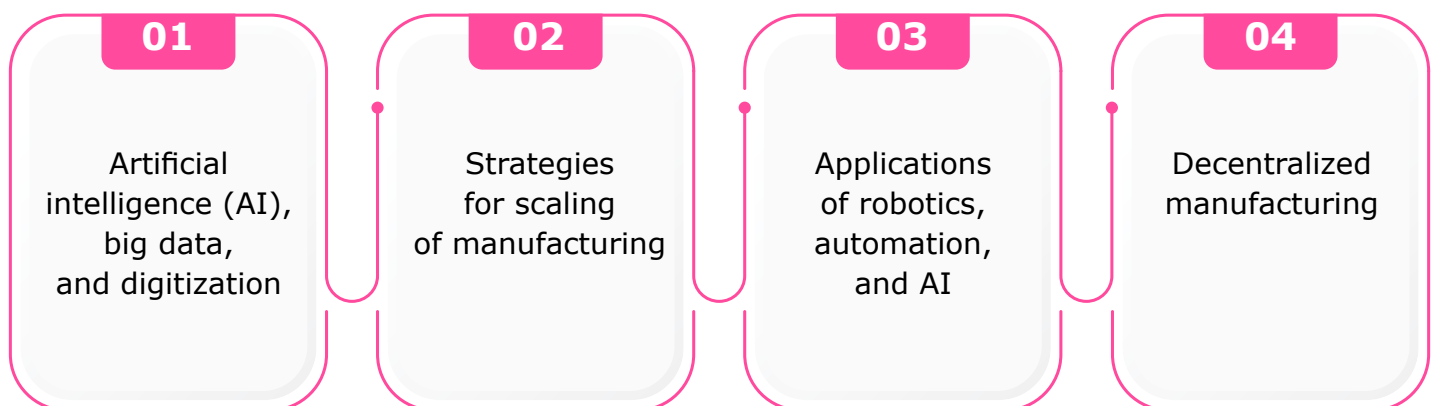 01
Artificial
intelligence (AI),
big data,
and digitization
02
Strategies
for scaling
of manufacturing
03
Applications
of robotics,
automation,
and AI
04
Decentralized
manufacturing